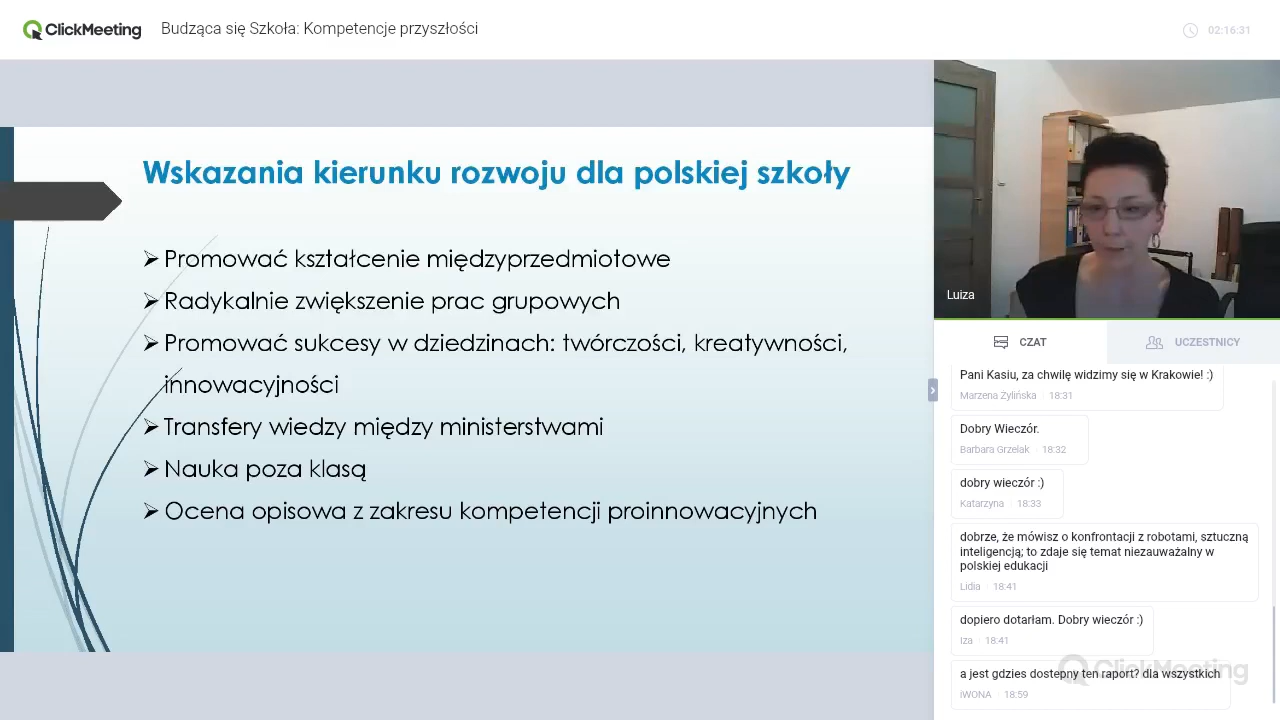 ClickMeeting
Budząca się Szkoła: Kompetencje przyszłości
02:16:31
Wskazania kierunku rozwoju dla polskiej szkoły
Promować kształcenie międzyprzedmiotowe
Radykalnie zwiększenie prac grupowych
Promować sukcesy w dziedzinach: twórczości, kreatywności,
innowacyjności
Transfery wiedzy między ministerstwami
Nauka poza klasą
Ocena opisowa z zakresu kompetencji proinnowacyjnych
Luiza
CZAT
UCZESTNICY
Pani Kasiu, za chwilę widzimy się w Krakowie! :)
Marzena Żylińska 18:31
Dobry Wieczór.
Barbara Grzelak 18:32
dobry wieczór :)
Katarzyna 18:33
dobrze, że mówisz o konfrontacji z robotami, sztuczną
inteligencją; to zdaje się temat niezauważalny w
polskiej edukacji
Lidia 18:41
dopiero dotarłam. Dobry wieczór :)
Iza 18:41
a jest gdzies dostepny ten raport? dla wszystkich
iWONA 18:59
ClickMeeting